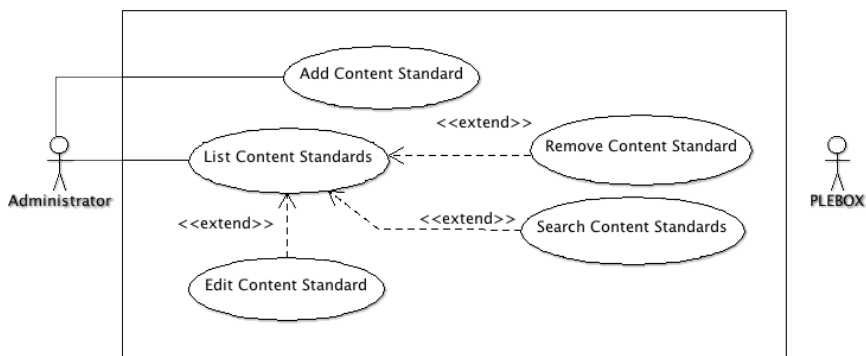 Add Content Standard
<<extend>>
List Content Standards
Remove Content Standard
Administrator
PLEBOX
<<extend>>
<<extend>>
Search Content Standards
Edit Content Standard